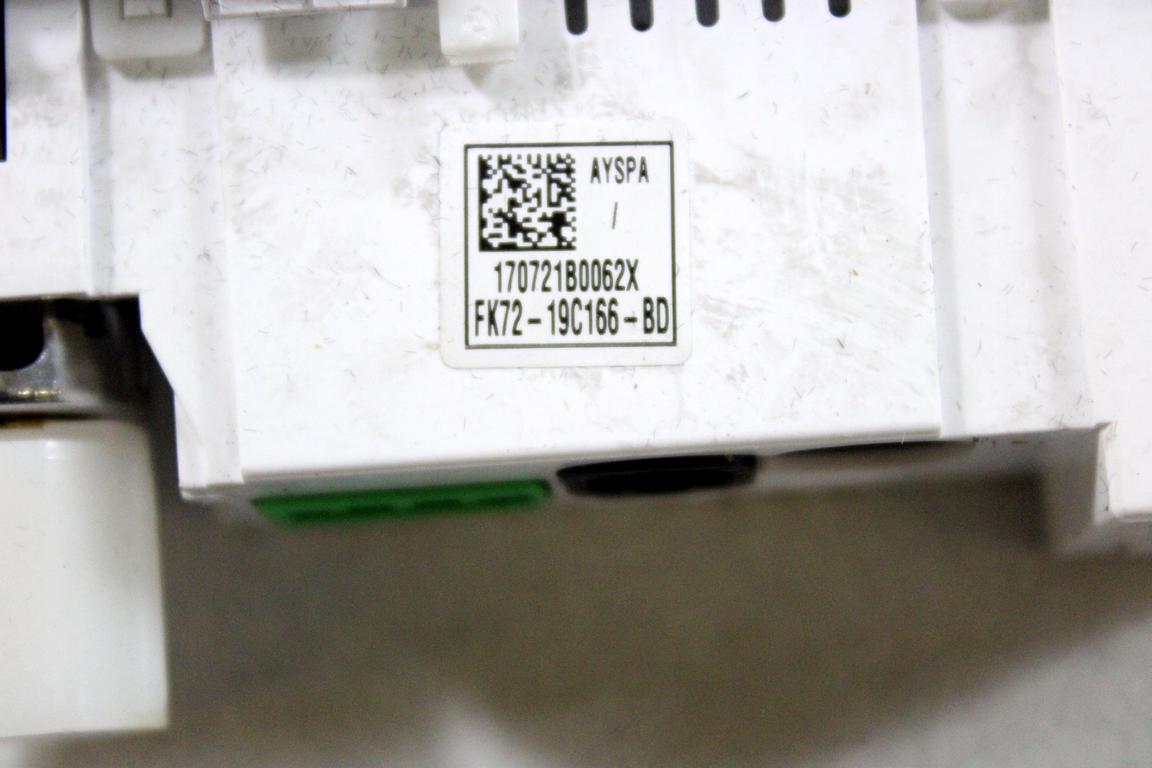 AYSPA
/
170721B0062X
FK72-19C166-BD